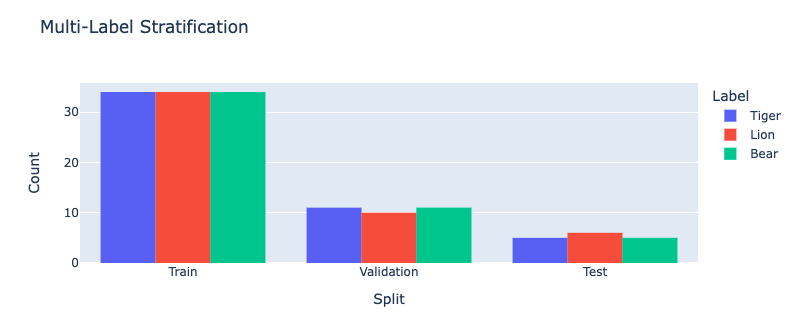 Multi-Label Stratification
Label
Tiger
Lion
Bear
Count
30
20
10
0
Train
Validation
Test
Split